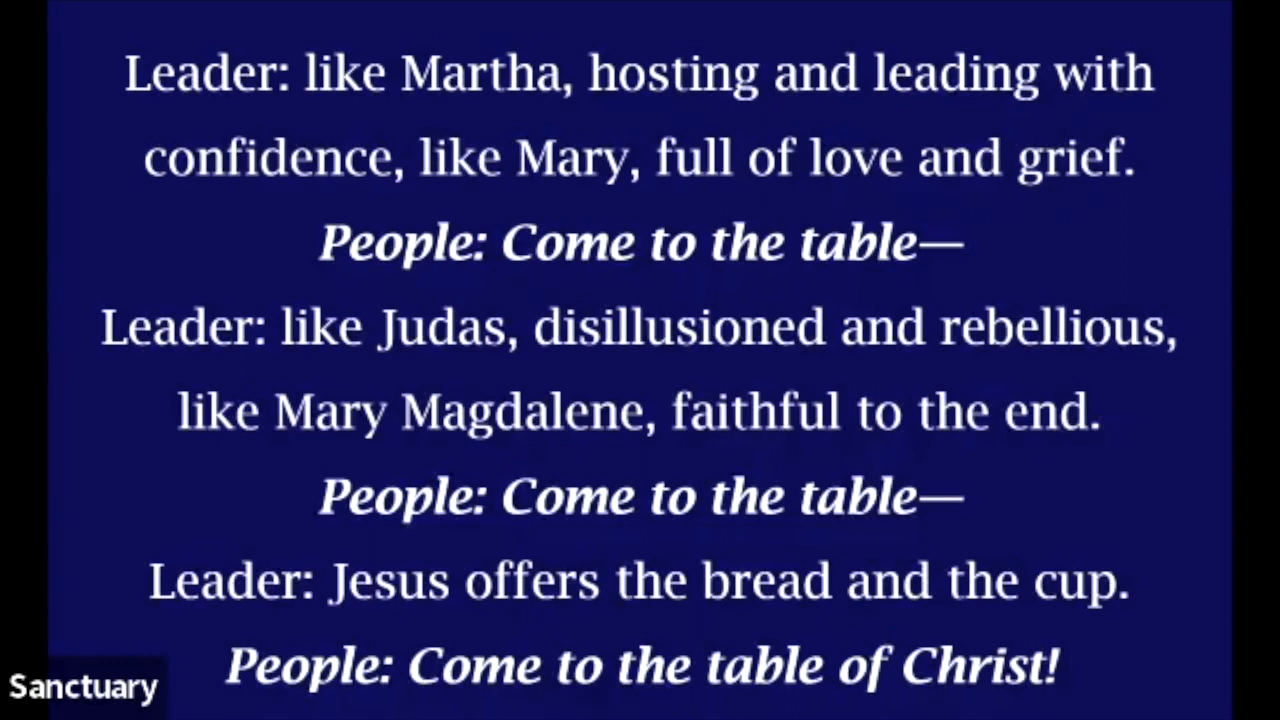 Leader: like Martha, hosting and leading with
confidence, like Mary, full of love and grief.
People: Come to the table—
Leader: like Judas, disillusioned and rebellious,
like Mary Magdalene, faithful to the end.
People: Come to the table—
Leader: Jesus offers the bread and the cup.
People: Come to the table of Christ!
Sanctuary